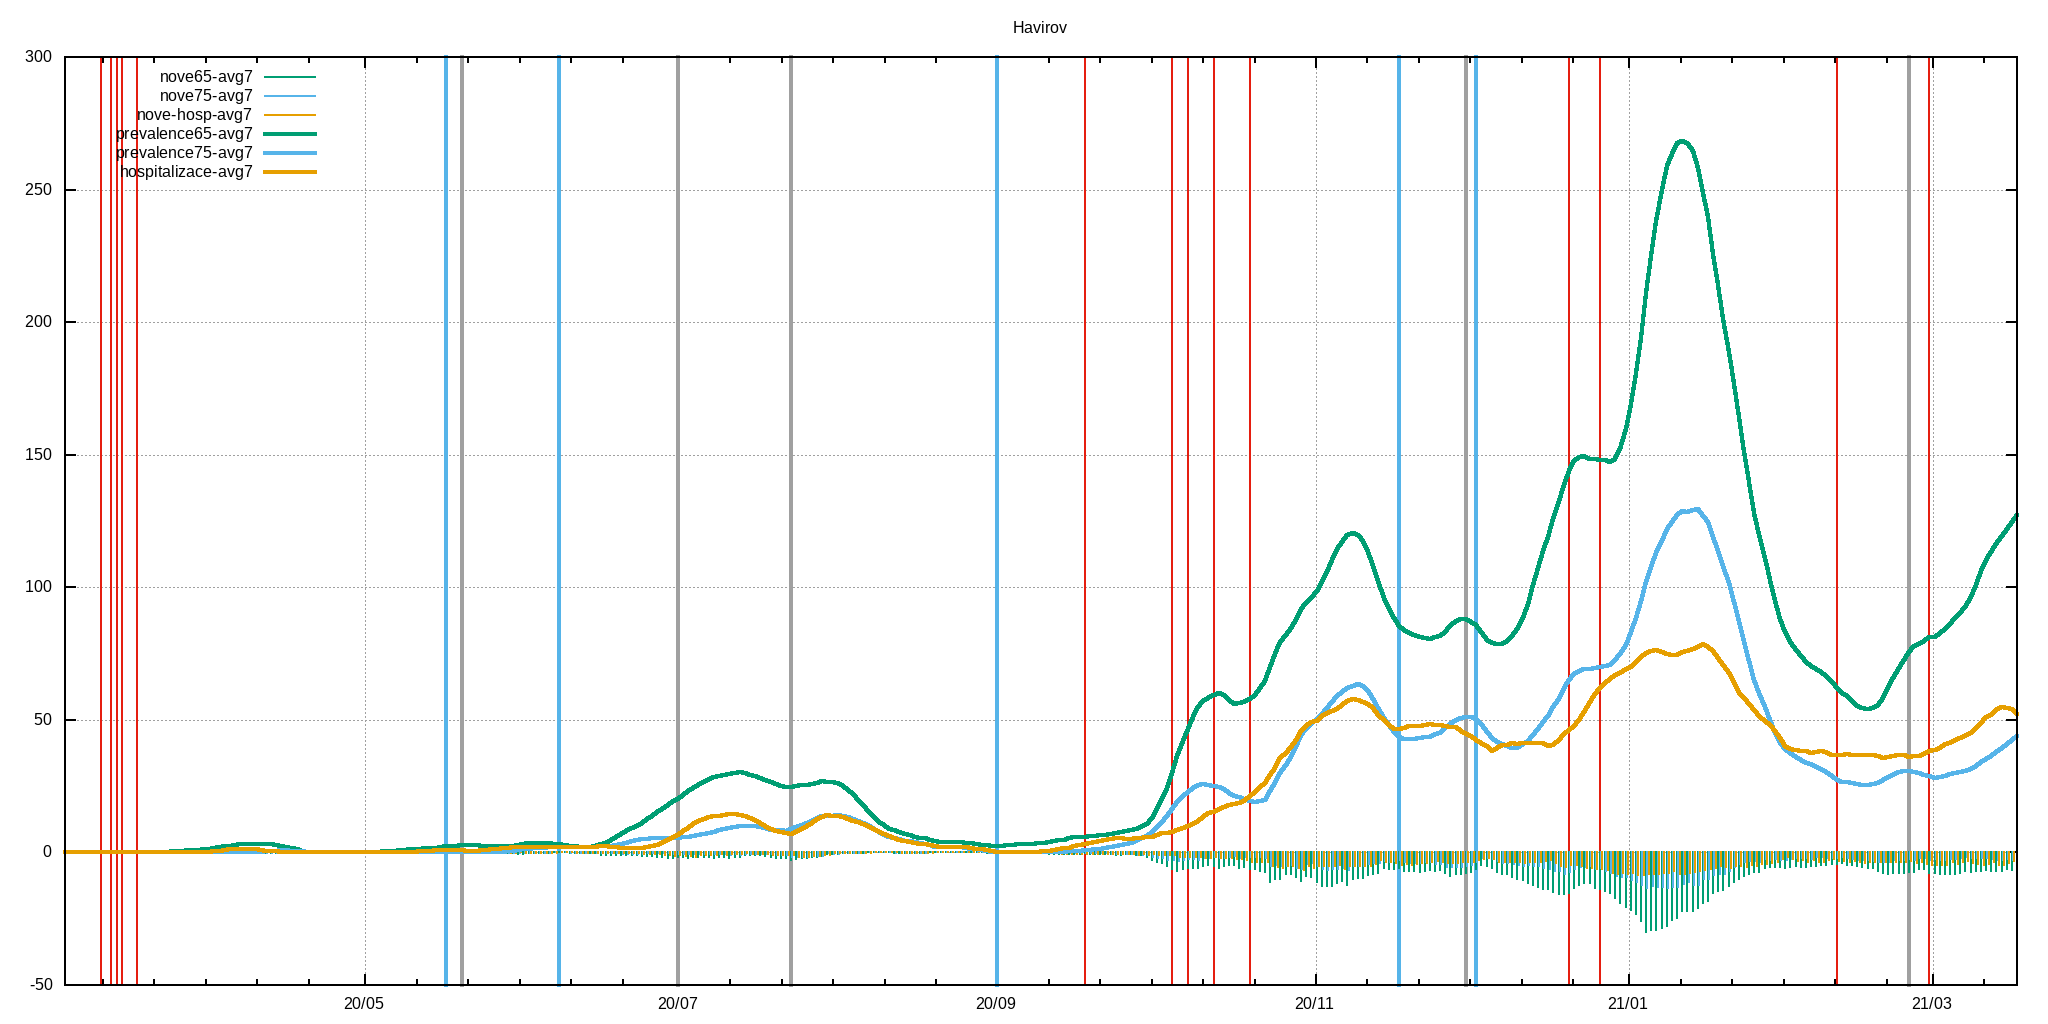 Havirov
300
250
200
150
100
50
0
-50
nove65-avg7
nove75-avg7
nove-hosp-avg7
prevalence65-avg7
prevalence75-avg7
hospitalizace-avg7
20/05 20/07 20/09 20/11 21/01 21/03